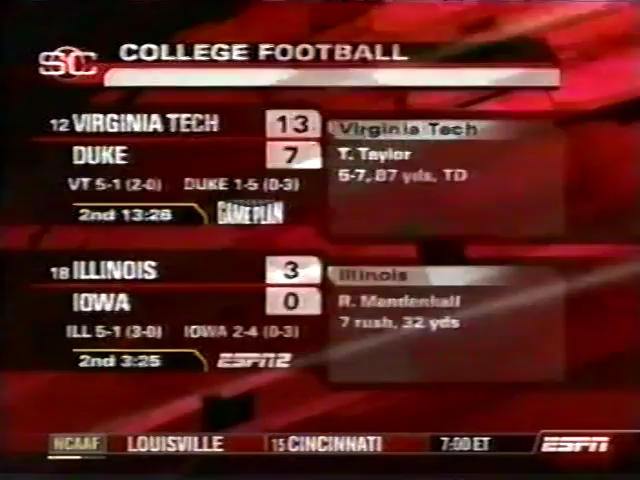 SC COLLEGE FOOTBALL
12 VIRGINIA TECH 13
DUKE 7
VT 5-1 (2-0) DUKE 1-5 (0-3)
2nd 13:26 GAME PLAN
Virginia Tech
T. Taylor
5-7, 87 yds, TD
18 ILLINOIS 3
IOWA 0
ILL 5-1 (3-0) IOWA 2-4 (0-3)
2nd 3:25 ESPN2
Illinois
R. Mendenhall
7 rush, 32 yds
NCAAF LOUISVILLE 15 CINCINNATI 7:00 ET ESPN